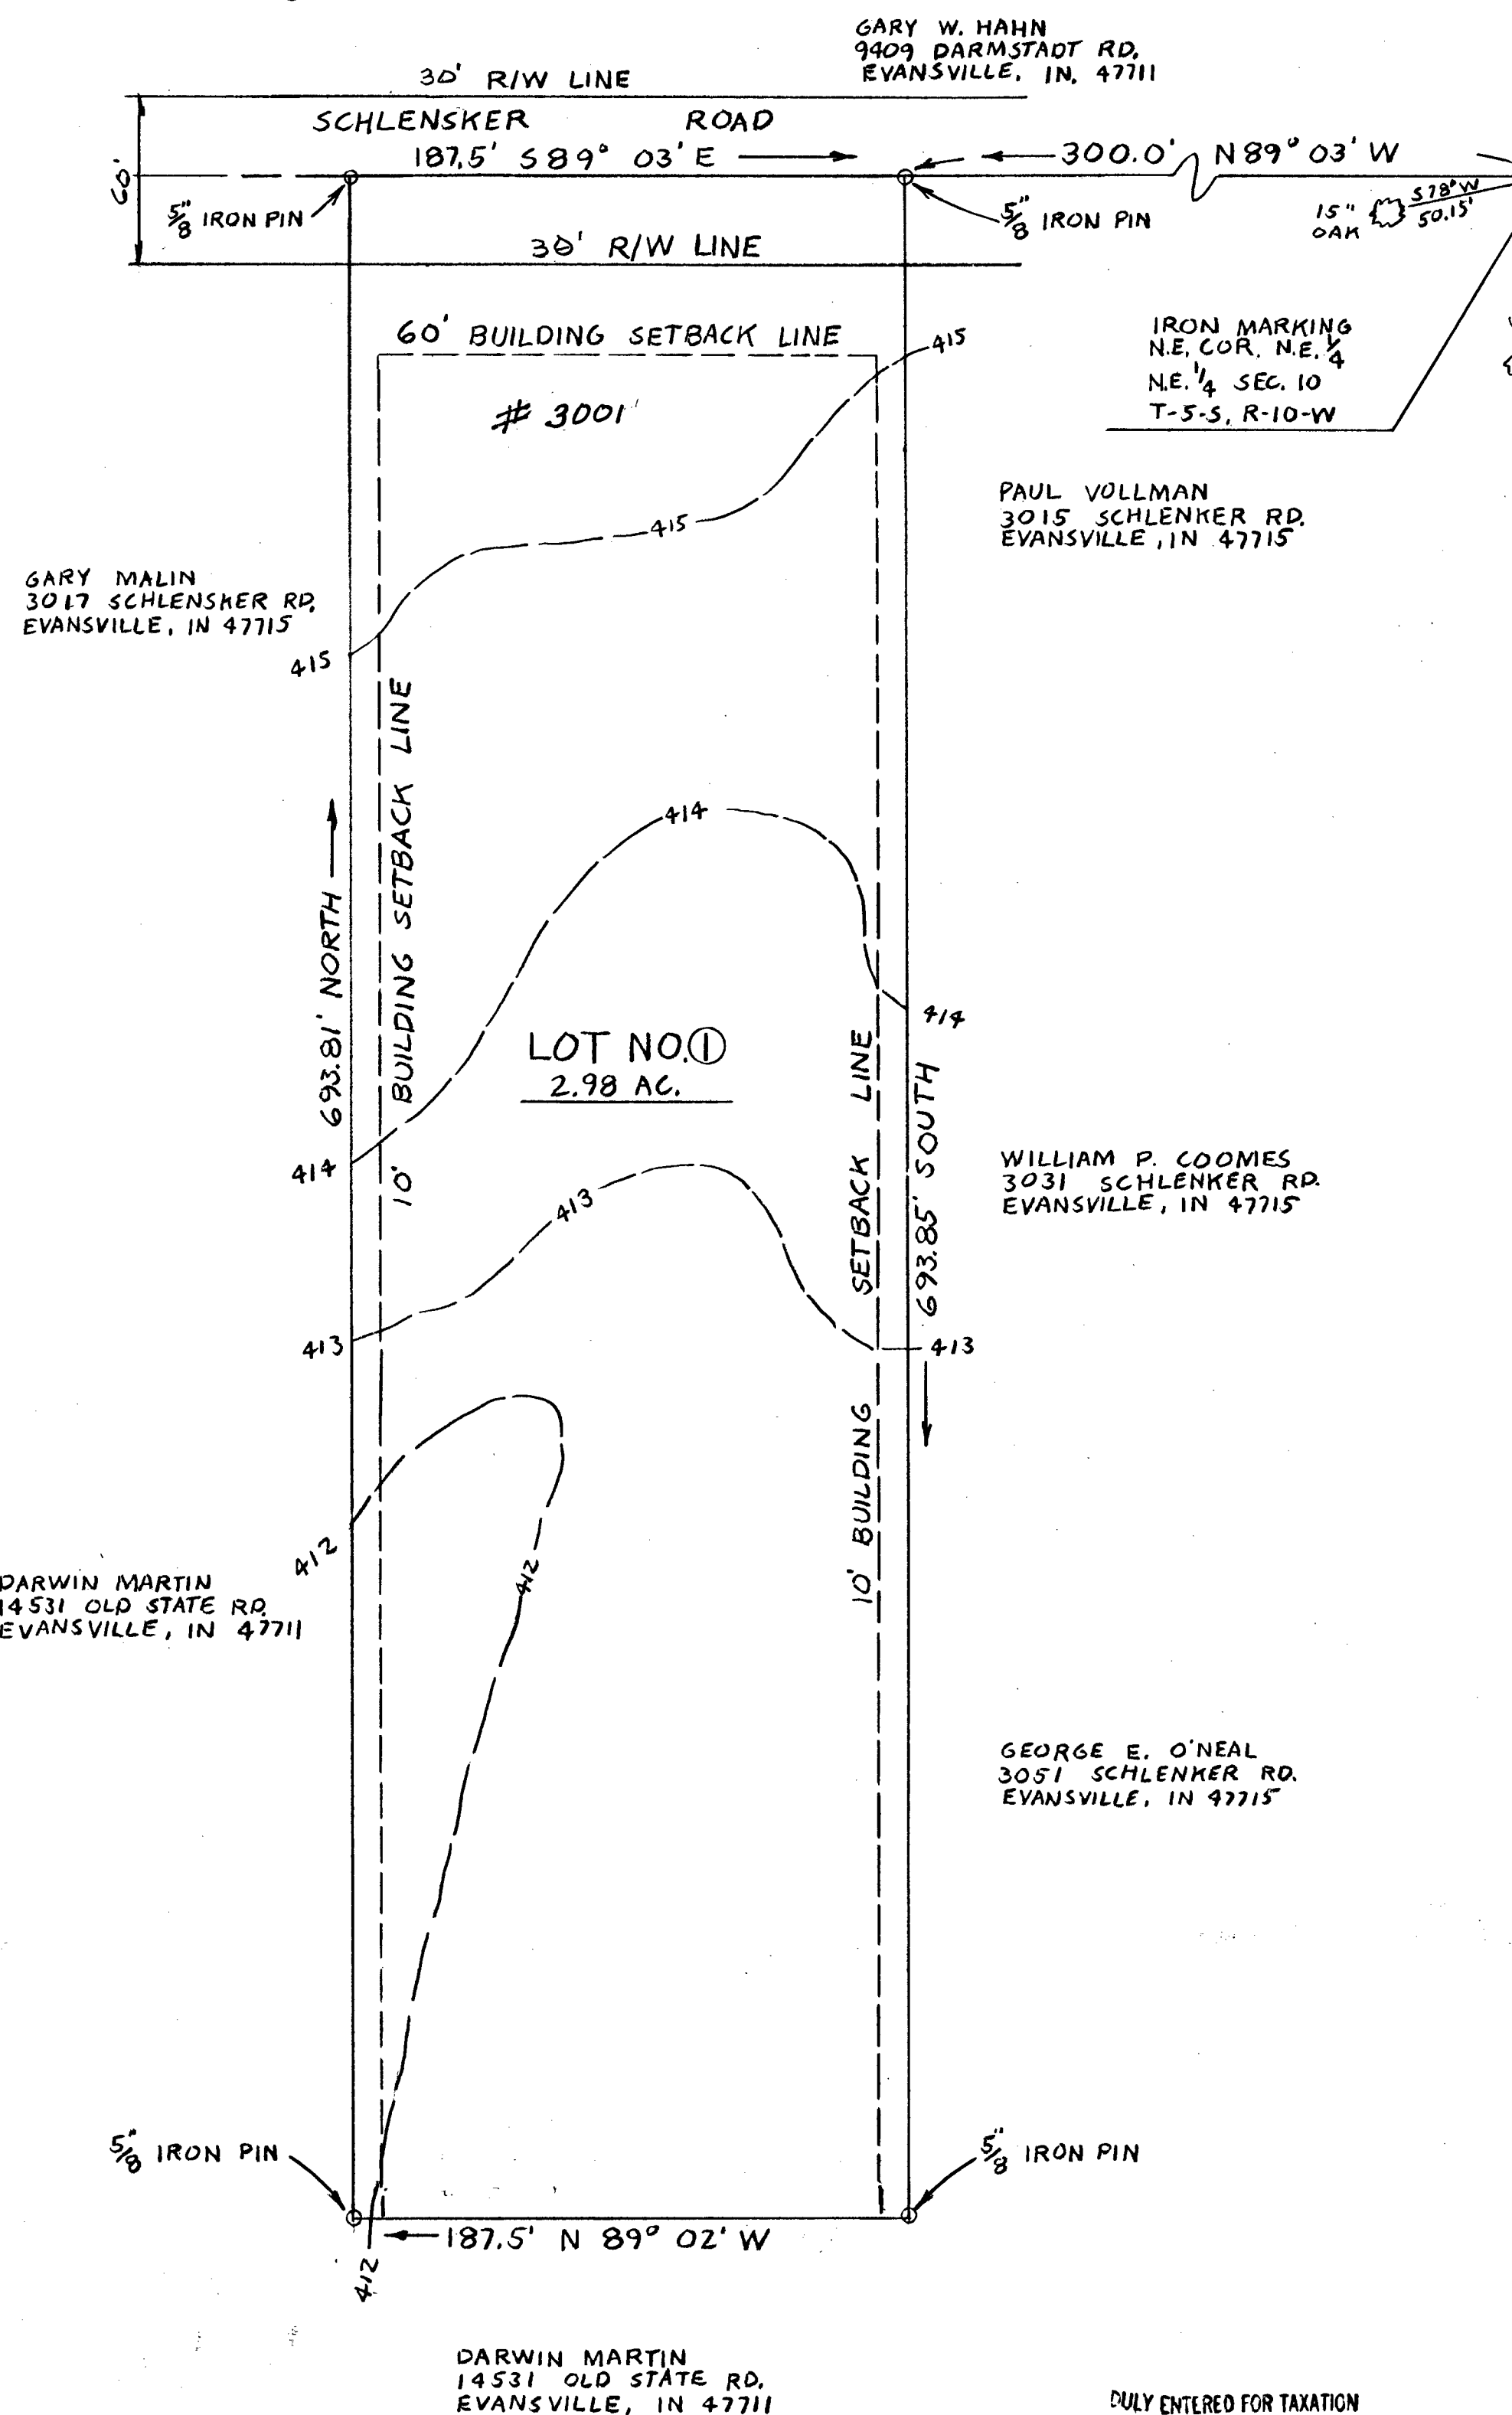 GARY W. HAHN
9409 DARMSTADT RD.
EVANSVILLE, IN. 47711
30' R/W LINE
SCHLENSKER ROAD
187.5' S89° 03' E
300.0' N89° 03' W
60'
5/8" IRON PIN
5/8" IRON PIN
15" OAK
S78°W
50.15'
30' R/W LINE
60' BUILDING SETBACK LINE
415
IRON MARKING
N.E. COR. N.E. 1/4
N.E. 1/4 SEC. 10
T-5-S, R-10-W
# 3001
PAUL VOLLMAN
3015 SCHLENKER RD.
EVANSVILLE, IN 47715
415
GARY MALIN
3017 SCHLENSKER RD.
EVANSVILLE, IN 47715
415
10' BUILDING SETBACK LINE
693.81' NORTH
414
414
LOT NO. 1
2.98 AC.
10' BUILDING SETBACK LINE
693.85' SOUTH
414
WILLIAM P. COOMES
3031 SCHLENKER RD.
EVANSVILLE, IN 47715
413
413
413
412
412
DARWIN MARTIN
14531 OLD STATE RD.
EVANSVILLE, IN 47711
GEORGE E. O'NEAL
3051 SCHLENKER RD.
EVANSVILLE, IN 47715
5/8" IRON PIN
5/8" IRON PIN
187.5' N 89° 02' W
412
DARWIN MARTIN
14531 OLD STATE RD.
EVANSVILLE, IN 47711
DULY ENTERED FOR TAXATION